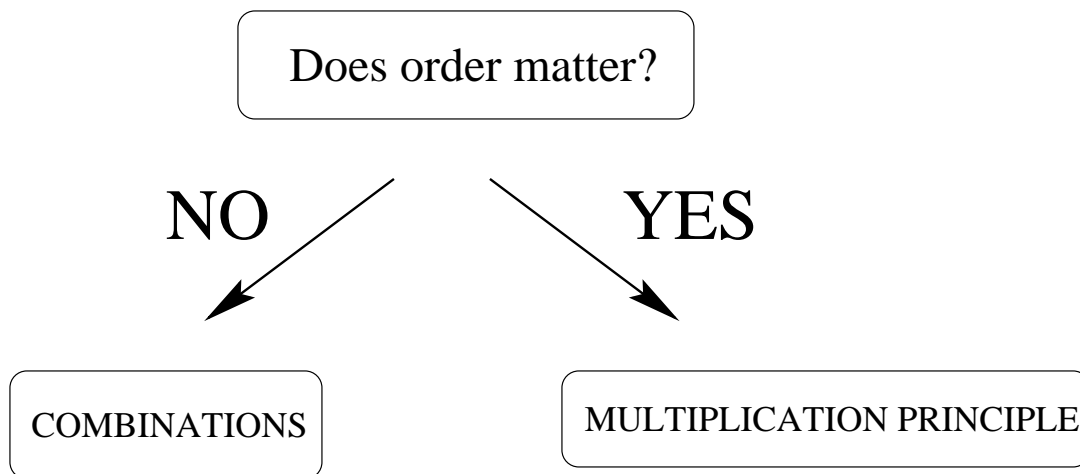 Does order matter?
NO
YES
COMBINATIONS
MULTIPLICATION PRINCIPLE